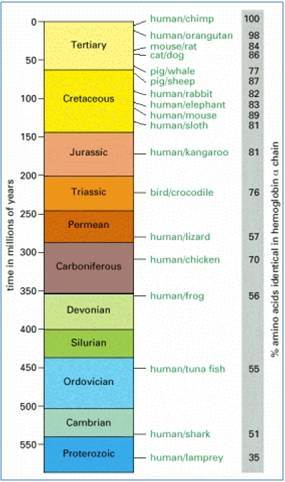 0 human/chimp 100
human/orangutan 98
Tertiary mouse/rat 84
cat/dog 86
50 pig/whale 77
pig/sheep 87
human/rabbit 82
100 Cretaceous human/elephant 83
human/mouse 89
human/sloth 81
150
Jurassic human/kangaroo 81
200
Triassic bird/crocodile 76
250
Permean human/lizard 57
300 Carboniferous human/chicken 70
350 human/frog 56
Devonian
400
Silurian
450 human/tuna fish 55
Ordovician
500
Cambrian
550 human/shark 51
Proterozoic human/lamprey 35
time in millions of years
% amino acids identical in hemoglobin α chain